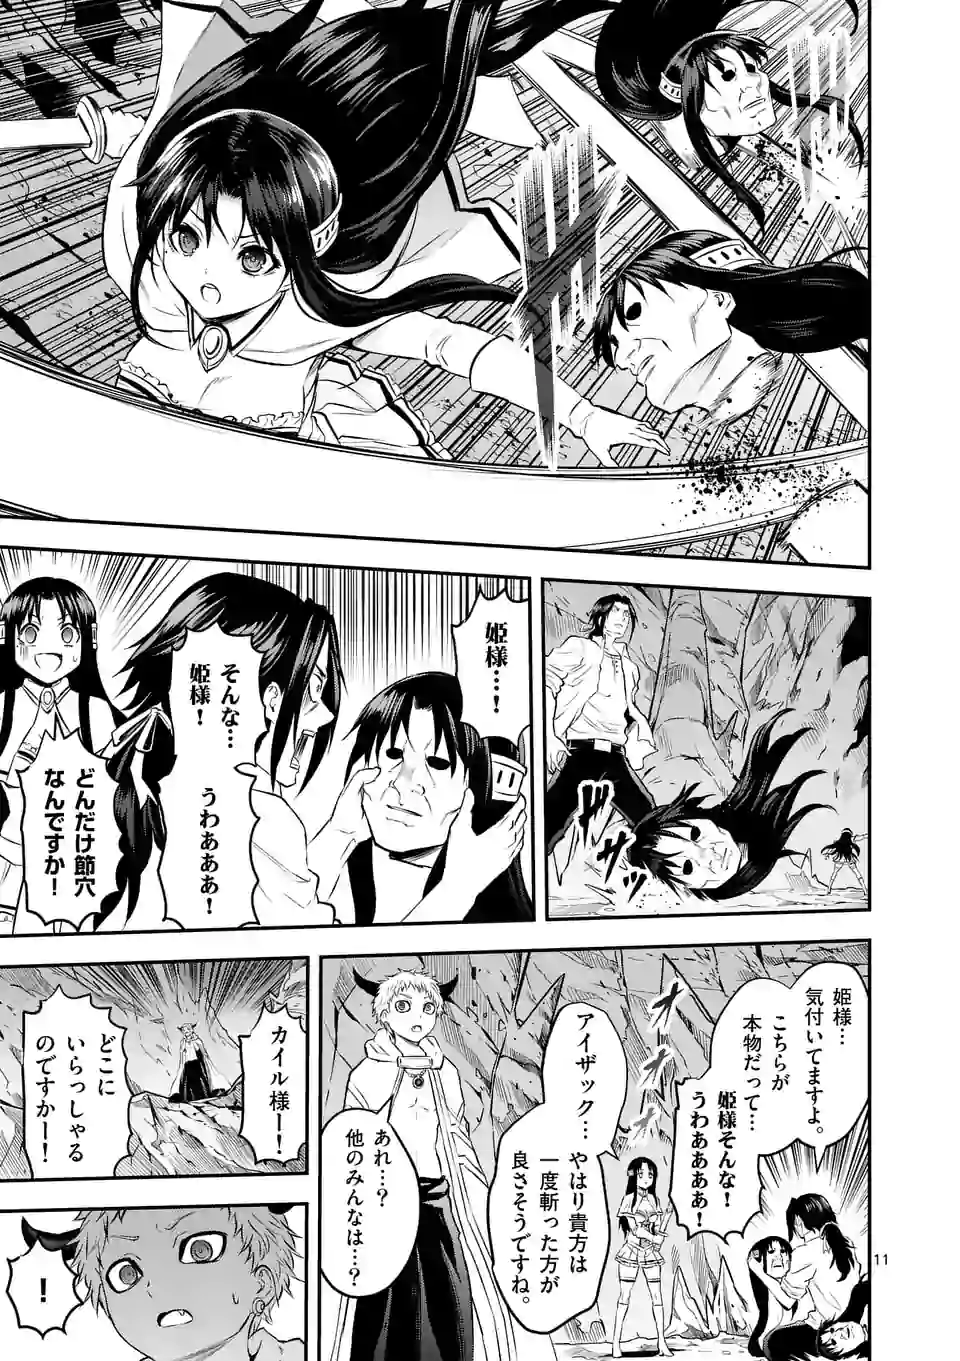 ゴロ
ゴロ
姫様…！
そんな…
姫様！
うわあああ！
どんだけ節穴
なんですか！
姫様…
気付いてますよ。
こちらが
本物だって…
姫様そんな！
うわああああ！
アイザック…
やはり貴方は
一度斬った方が
良さそうですね。
あれ…？
他のみんなは…？
カイル様ー！
どこに
いらっしゃる
のですかー！
！
11